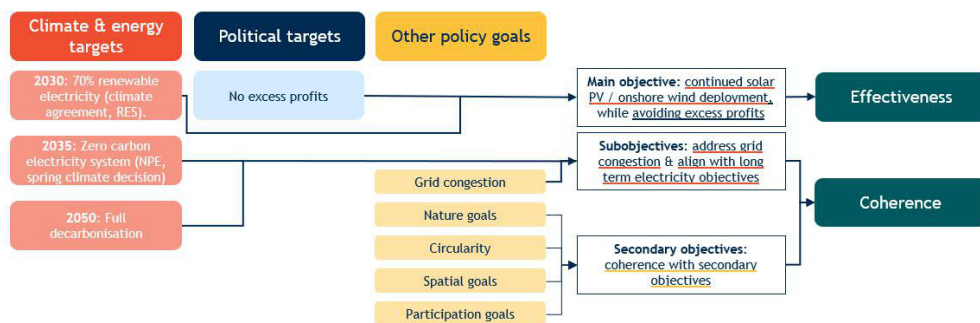 Climate & energy
targets
Political targets
Other policy goals
2030: 70% renewable
electricity (climate
agreement, RES).
No excess profits
Main objective: continued solar
PV / onshore wind deployment,
while avoiding excess profits
Effectiveness
2035: Zero carbon
electricity system (NPE,
spring climate decision)
Subobjectives: address grid
congestion & align with long
term electricity objectives
Grid congestion
Coherence
2050: Full
decarbonisation
Nature goals
Circularity
Spatial goals
Participation goals
Secondary objectives:
coherence with secondary
objectives